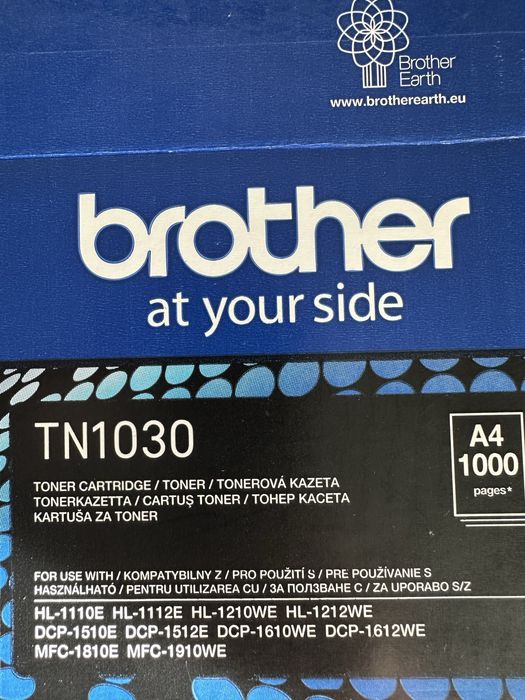 Brother
Earth
www.brotherearth.eu
brother
at your side
TN1030
A4
1000
pages*
TONER CARTRIDGE / TONER / TONEROVÁ KAZETA
TONERKAZETTA / CARTUŞ TONER / ТОНЕР КАСЕТА
KARTUŠA ZA TONER
FOR USE WITH / KOMPATYBILNY Z / PRO POUŽITÍ S / PRE POUŽÍVANIE S
HASZNÁLHATÓ / PENTRU UTILIZAREA CU / ЗА ПОЛЗВАНЕ С / ZA UPORABO S/Z
HL-1110E HL-1112E HL-1210WE HL-1212WE
DCP-1510E DCP-1512E DCP-1610WE DCP-1612WE
MFC-1810E MFC-1910WE